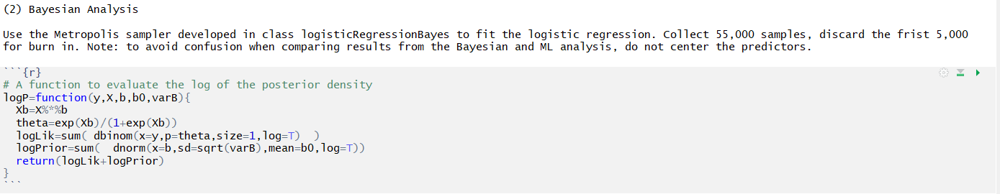 (2) Bayesian Analysis
Use the Metropolis sampler developed in class logisticRegressionBayes to fit the logistic regression. Collect 55,000 samples, discard the frist 5,000
for burn in. Note: to avoid confusion when comparing results from the Bayesian and ML analysis, do not center the predictors.
```{r}
# A function to evaluate the log of the posterior density
logP=function(y,X,b,b0,varB){
  Xb=X%*%b
  theta=exp(Xb)/(1+exp(Xb))
  logLik=sum( dbinom(x=y,p=theta,size=1,log=T)  )
  logPrior=sum(  dnorm(x=b,sd=sqrt(varB),mean=b0,log=T))
  return(logLik+logPrior)
}
```